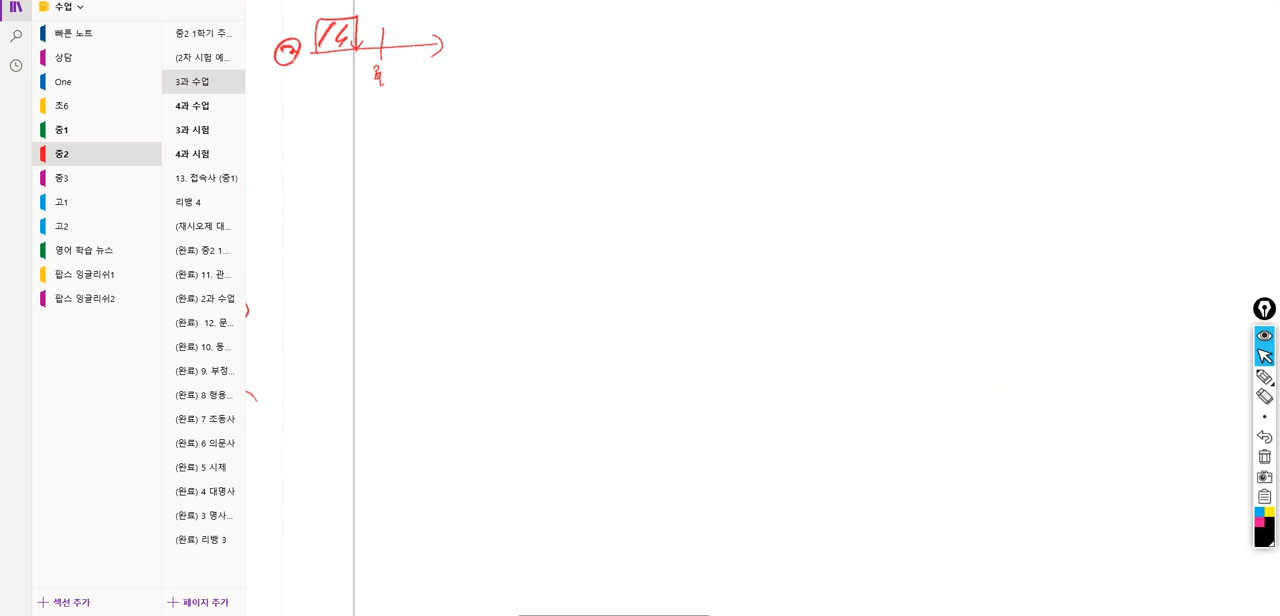 수업
빠른 노트
상담
One
초6
중1
중2
중3
고1
고2
영어 학습 뉴스
팝스 잉글리쉬1
팝스 잉글리쉬2
섹션 추가
중2 1학기 주...
(2차 시험 예...
3과 수업
4과 수업
3과 시험
4과 시험
13. 접속사 (중1)
리뱅 4
(재시오제 대...
(완료) 중2 1...
(완료) 11. 관...
(완료) 2과 수업
(완료) 12. 문...
(완료) 10. 동...
(완료) 9. 부정...
(완료) 8 형용...
(완료) 7 조동사
(완료) 6 의문사
(완료) 5 시제
(완료) 4 대명사
(완료) 3 명사...
(완료) 리뱅 3
페이지 추가